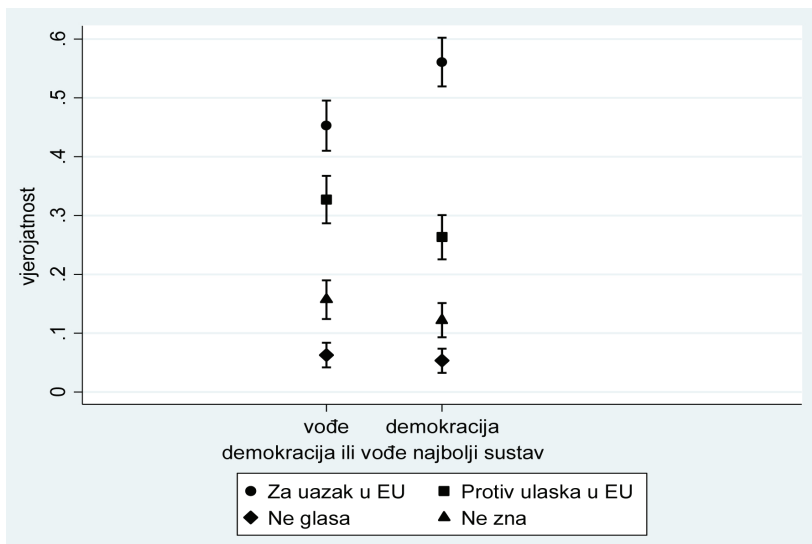 .6
.5
.4
.3
.2
.1
0
vjerojatnost
vođe demokracija
demokracija ili vođe najbolji sustav
Za uazak u EU Protiv ulaska u EU
Ne glasa Ne zna